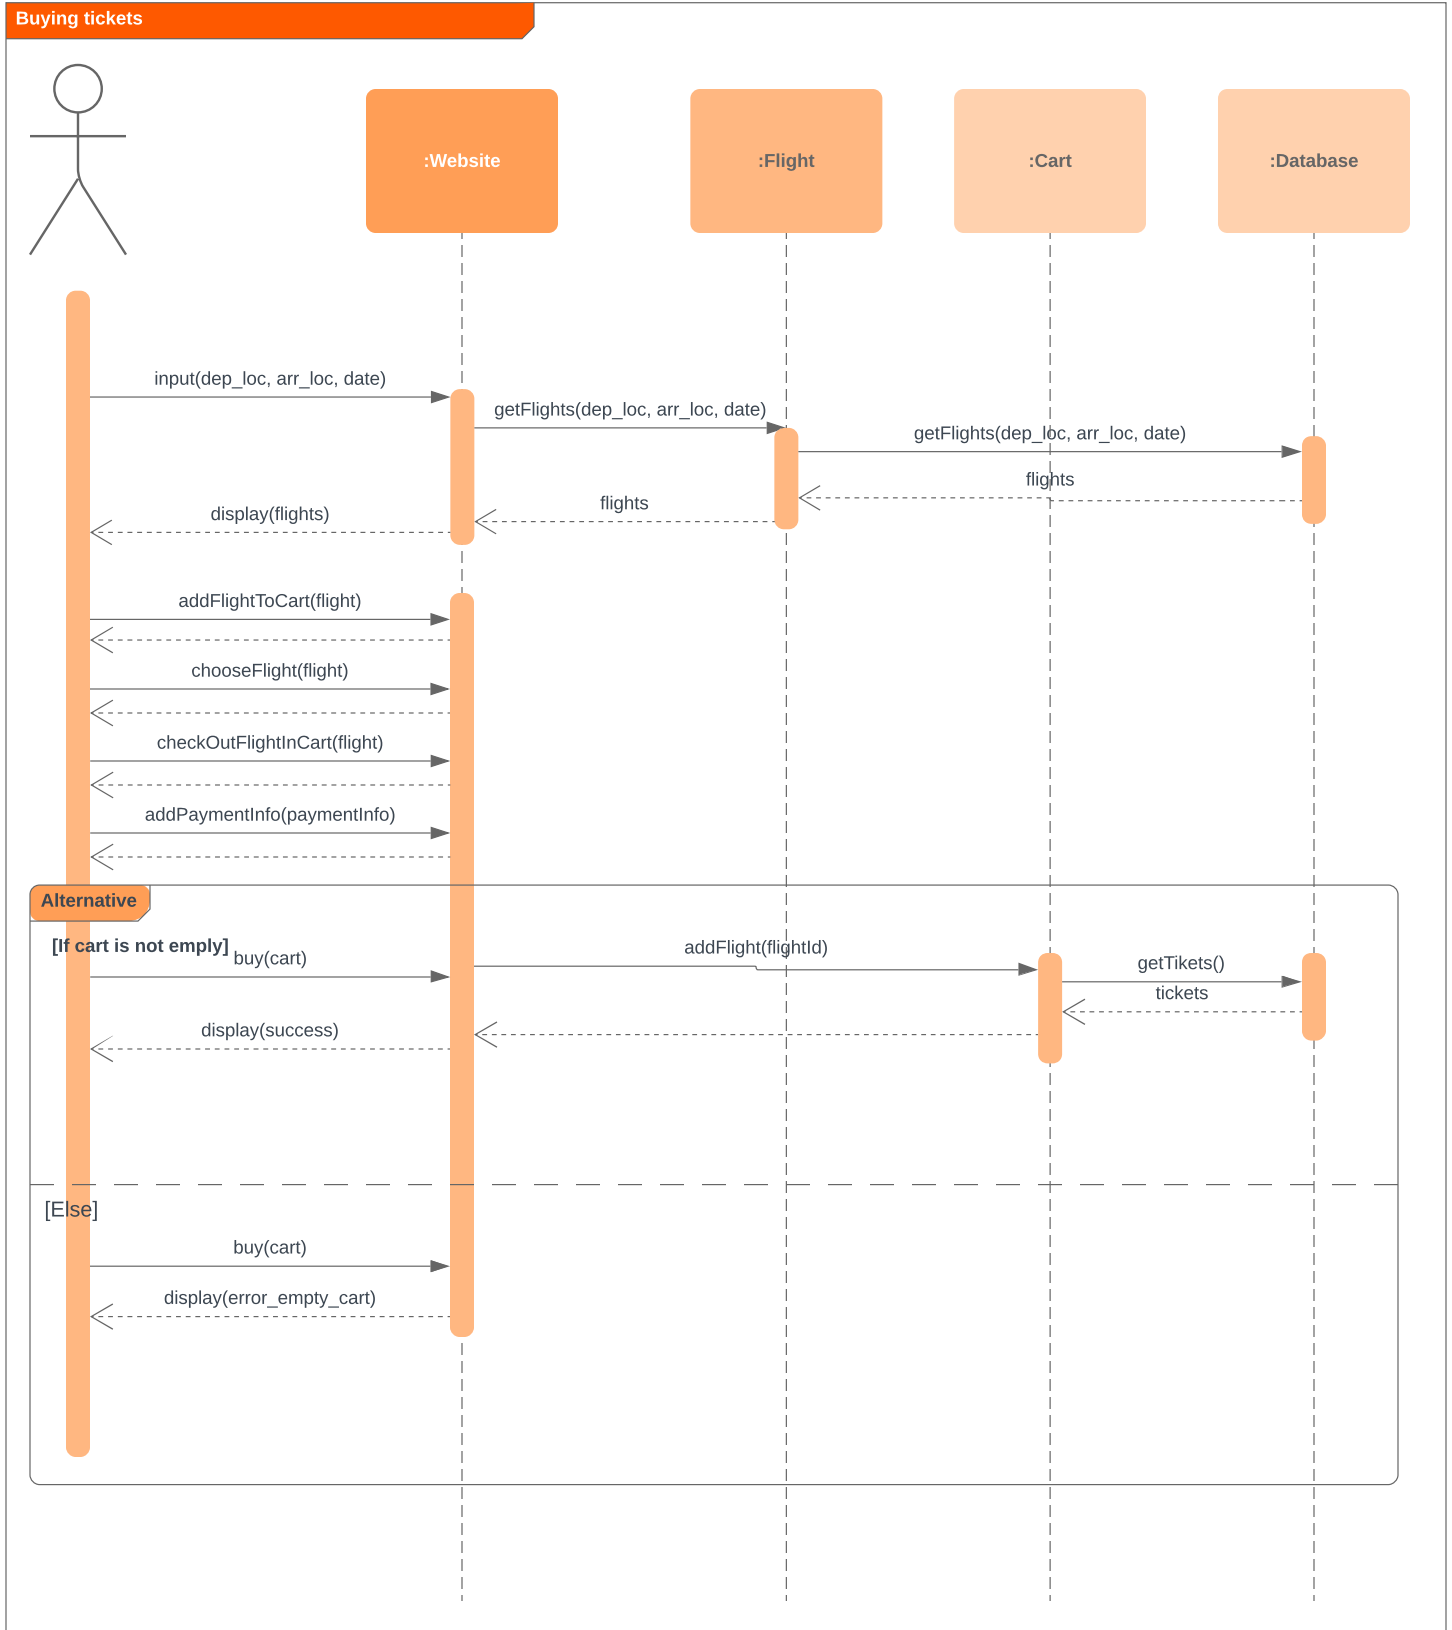 Buying tickets
:Website
:Flight
:Cart
:Database
input(dep_loc, arr_loc, date)
getFlights(dep_loc, arr_loc, date)
getFlights(dep_loc, arr_loc, date)
flights
flights
display(flights)
addFlightToCart(flight)
chooseFlight(flight)
checkOutFlightInCart(flight)
addPaymentInfo(paymentInfo)
Alternative
[If cart is not emply]
buy(cart)
addFlight(flightId)
getTikets()
tickets
display(success)
[Else]
buy(cart)
display(error_empty_cart)